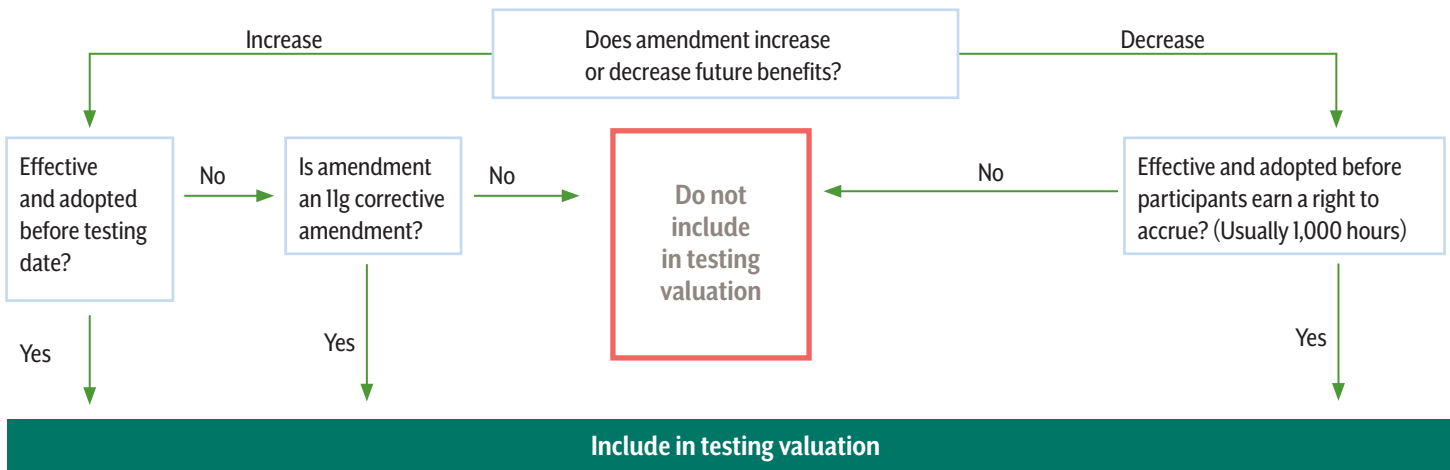 Increase
Does amendment increase
or decrease future benefits?
Decrease
Effective
and adopted
before testing
date?
No
Is amendment
an 11g corrective
amendment?
No
Do not
include
in testing
valuation
No
Effective and adopted before
participants earn a right to
accrue? (Usually 1,000 hours)
Yes
Yes
Yes
Include in testing valuation